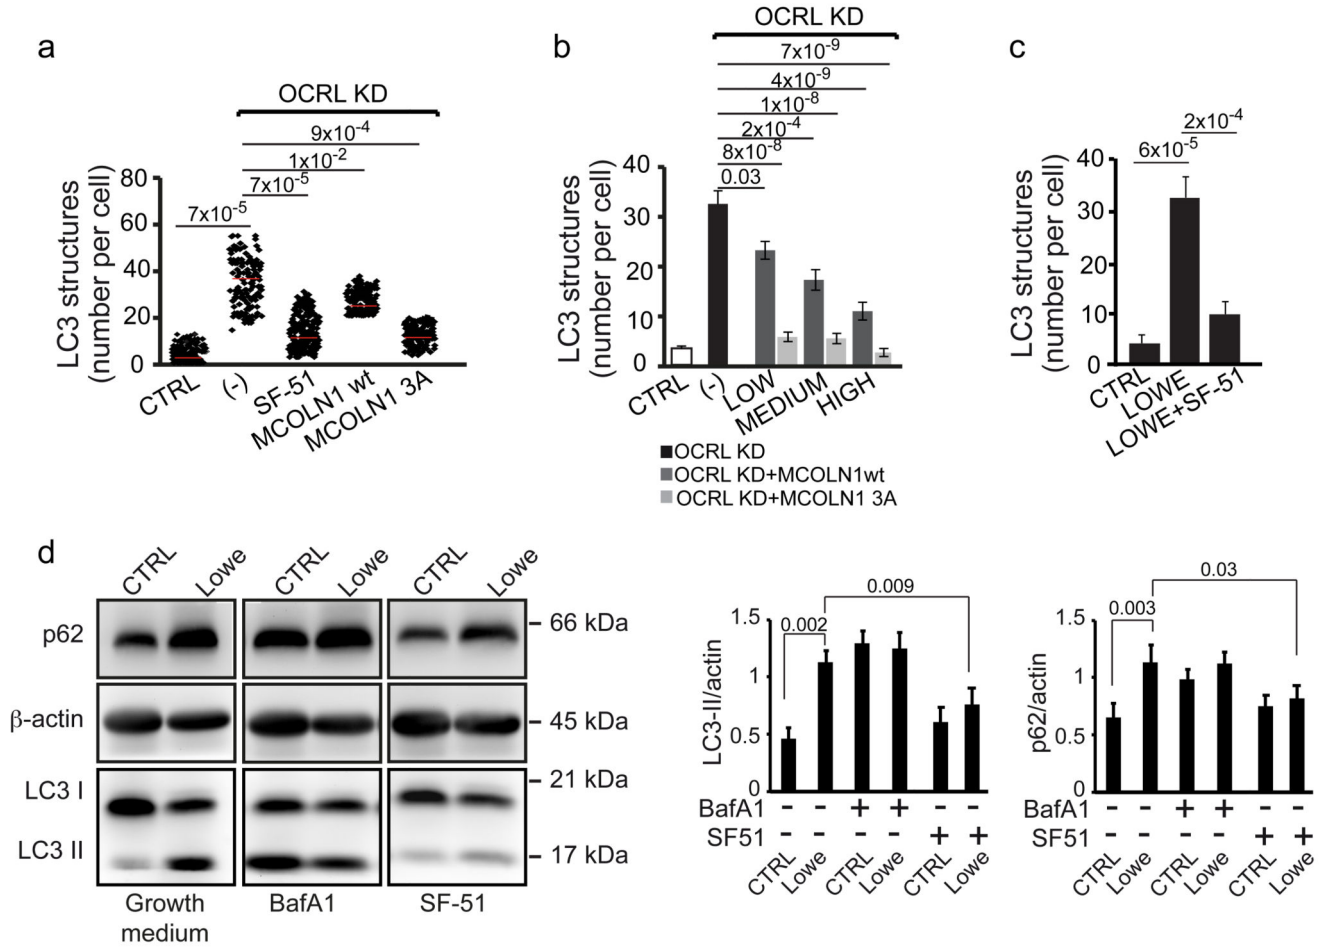 a
OCRL KD
9x10-4
1x10-2
7x10-5
7x10-5
LC3 structures
(number per cell)
80
60
40
20
0
CTRL
(-)
SF-51
MCOLN1 wt
MCOLN1 3A
b
OCRL KD
7x10-9
4x10-9
1x10-8
2x10-4
8x10-8
0.03
LC3 structures
(number per cell)
40
30
20
10
0
CTRL
(-)
LOW
MEDIUM
HIGH
OCRL KD
OCRL KD+MCOLN1wt
OCRL KD+MCOLN1 3A
c
2x10-4
6x10-5
LC3 structures
(number per cell)
40
30
20
10
0
CTRL
LOWE
LOWE+SF-51
d
CTRL
Lowe
CTRL
Lowe
CTRL
Lowe
p62
66 kDa
β-actin
45 kDa
LC3 I
21 kDa
LC3 II
17 kDa
Growth
medium
BafA1
SF-51
0.009
0.002
LC3-II/actin
1.5
1
0.5
0
BafA1 - - + + - -
SF51 - - - - + +
CTRL
Lowe
CTRL
Lowe
CTRL
Lowe
0.03
0.003
p62/actin
1.5
1
0.5
0
BafA1 - - + + - -
SF51 - - - - + +
CTRL
Lowe
CTRL
Lowe
CTRL
Lowe